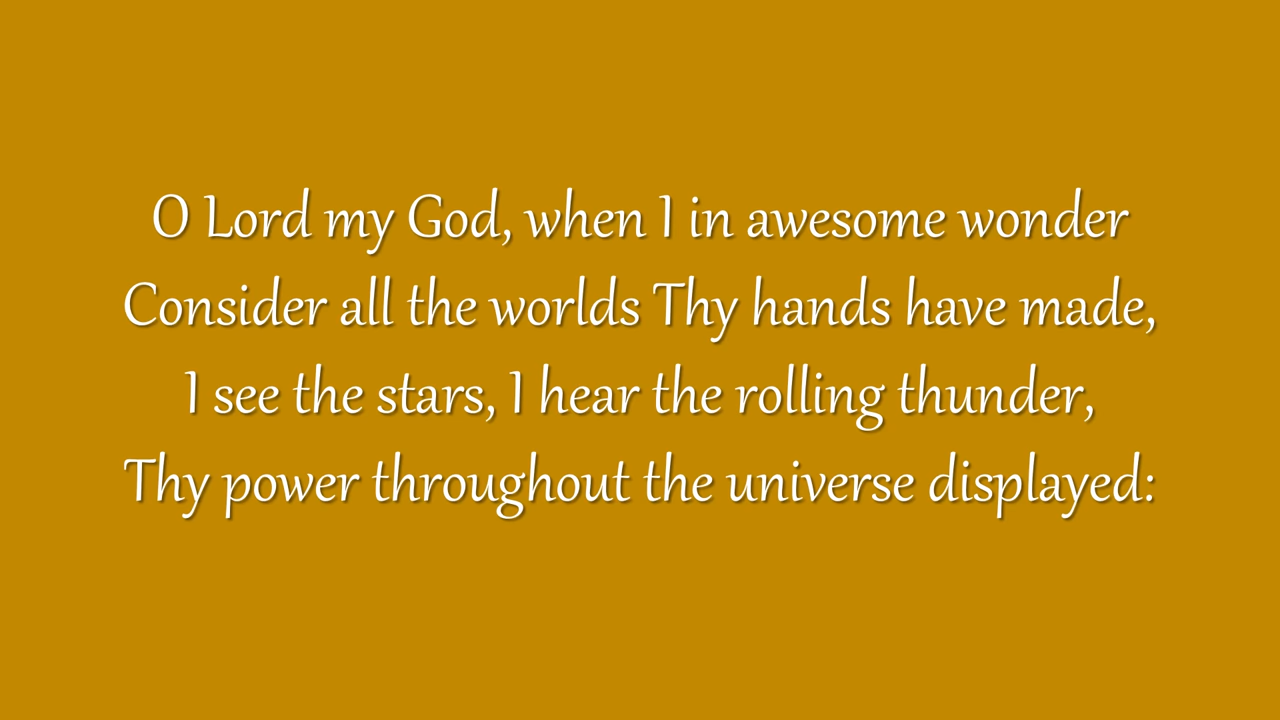 O Lord my God, when I in awesome wonder
Consider all the worlds Thy hands have made,
I see the stars, I hear the rolling thunder,
Thy power throughout the universe displayed: